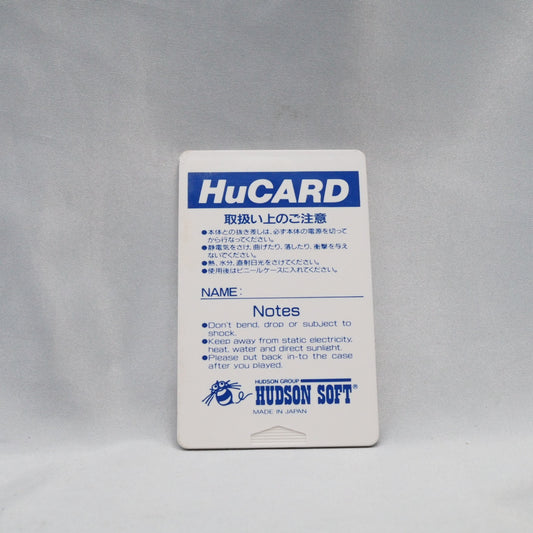 HuCARD
取扱い上のご注意
●本体との抜き差しは、必ず本体の電源を切って
から行なってください。
●静電気をさけ、曲げたり、落したり、衝撃を与え
ないでください。
●熱、水分、直射日光をさけてください。
●使用後はビニールケースに入れてください。
NAME:
Notes
●Don't bend, drop or subject to
shock.
●Keep away from static electricity,
heat, water and direct sunlight.
●Please put back in-to the case
after you played.
HUDSON GROUP
HUDSON SOFT®
MADE IN JAPAN